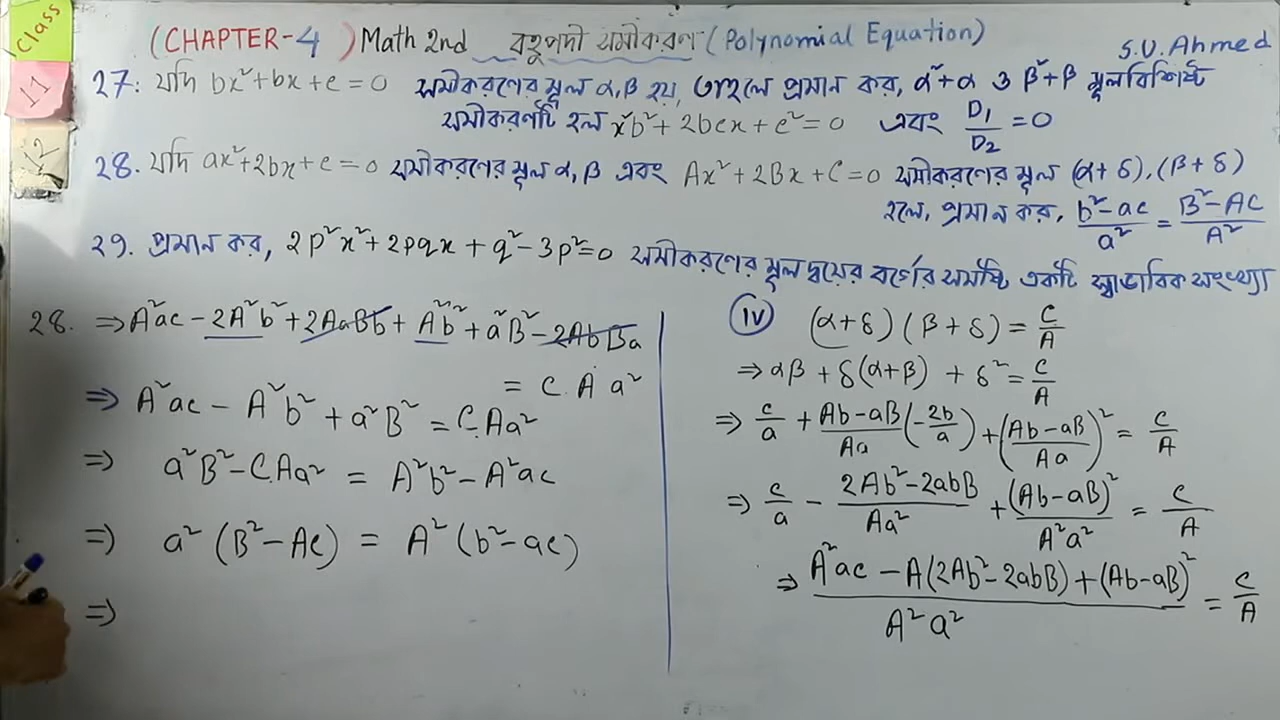 Class
11
12
(CHAPTER-4) Math 2nd বহুপদী সমীকরণ (Polynomial Equation)
S.U. Ahmed
27. যদি bx²+bx+c=0 সমীকরণের মূল α,β হয়, তাহলে প্রমান কর, α²+α ও β²+β মূলবিশিষ্ট
সমীকরণটি হল x²b²+2bcx+c²=0 এবং D₁/D₂=0
28. যদি ax²+2bx+c=0 সমীকরণের মূল α,β এবং Ax²+2Bx+C=0 সমীকরণের মূল (α+δ),(β+δ)
হলে, প্রমান কর, (b²-ac)/a² = (B²-AC)/A²
29. প্রমান কর, 2p²x²+2pqx+q²-3p²=0 সমীকরণের মূলদ্বয়ের বর্গের সমষ্টি একটি স্বাভাবিক সংখ্যা
28. ⇒ A²ac - 2A²b² + 2AaBb + A²b² + a²B² - 2AbBa
= C.A a²
⇒ A²ac - A²b² + a²B² = C.Aa²
⇒ a²B² - C.Aa² = A²b² - A²ac
⇒ a²(B²-Ac) = A²(b²-ac)
⇒
(iv) (α+δ)(β+δ) = C/A
⇒ αβ + δ(α+β) + δ² = C/A
⇒ c/a + (Ab-aB)/Aa (-2b/a) + ((Ab-aB)/Aa)² = C/A
⇒ c/a - (2Ab²-2abB)/Aa² + (Ab-aB)²/A²a² = C/A
⇒ (A²ac - A(2Ab²-2abB) + (Ab-aB)²)/A²a² = C/A